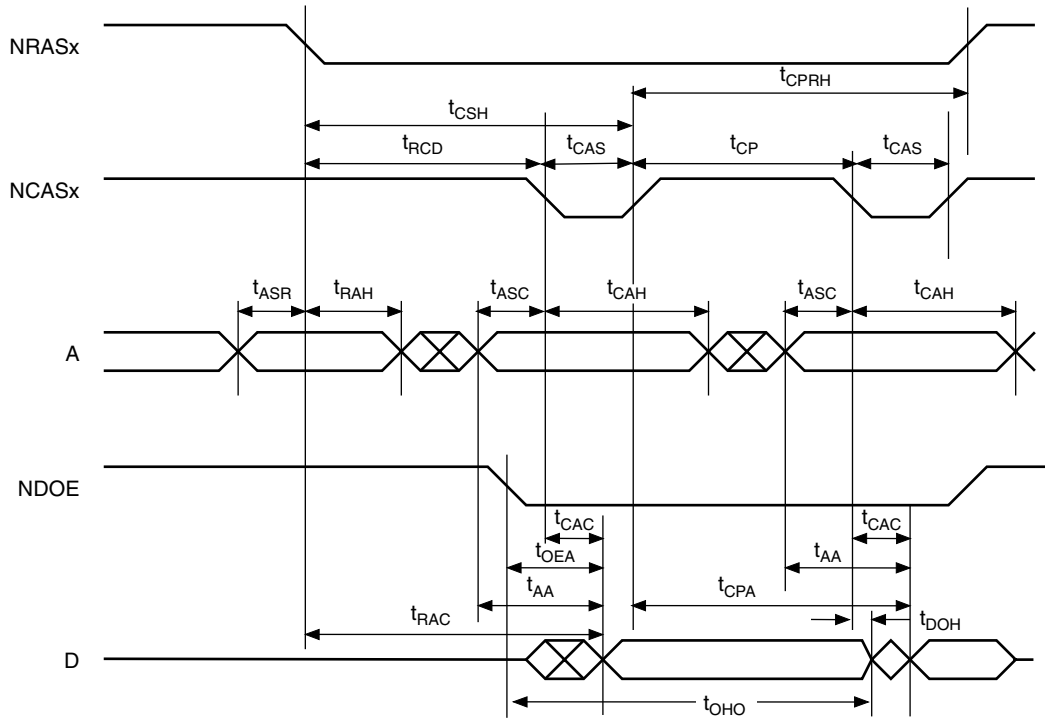 NRASx
tCPRH
tCSH
tRCD tCAS tCP tCAS
NCASx
tASR tRAH tASC tCAH tASC tCAH
A
NDOE
tCAC tCAC
tOEA tAA
tAA tCPA
tRAC tDOH
D
tOHO